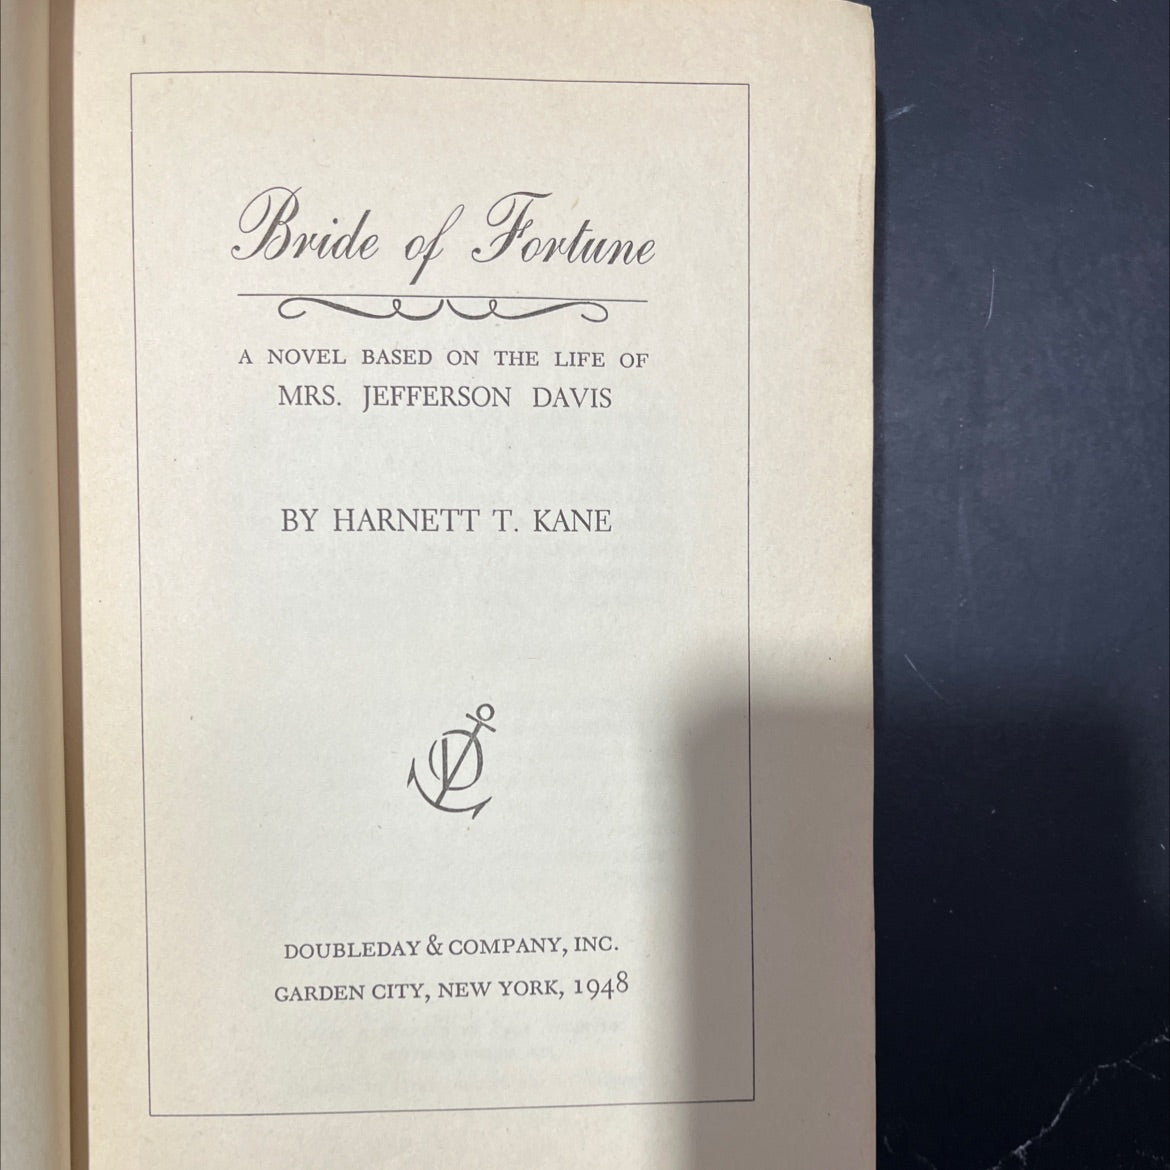 Bride of Fortune
A NOVEL BASED ON THE LIFE OF
MRS. JEFFERSON DAVIS
BY HARNETT T. KANE
D
DOUBLEDAY & COMPANY, INC.
GARDEN CITY, NEW YORK, 1948